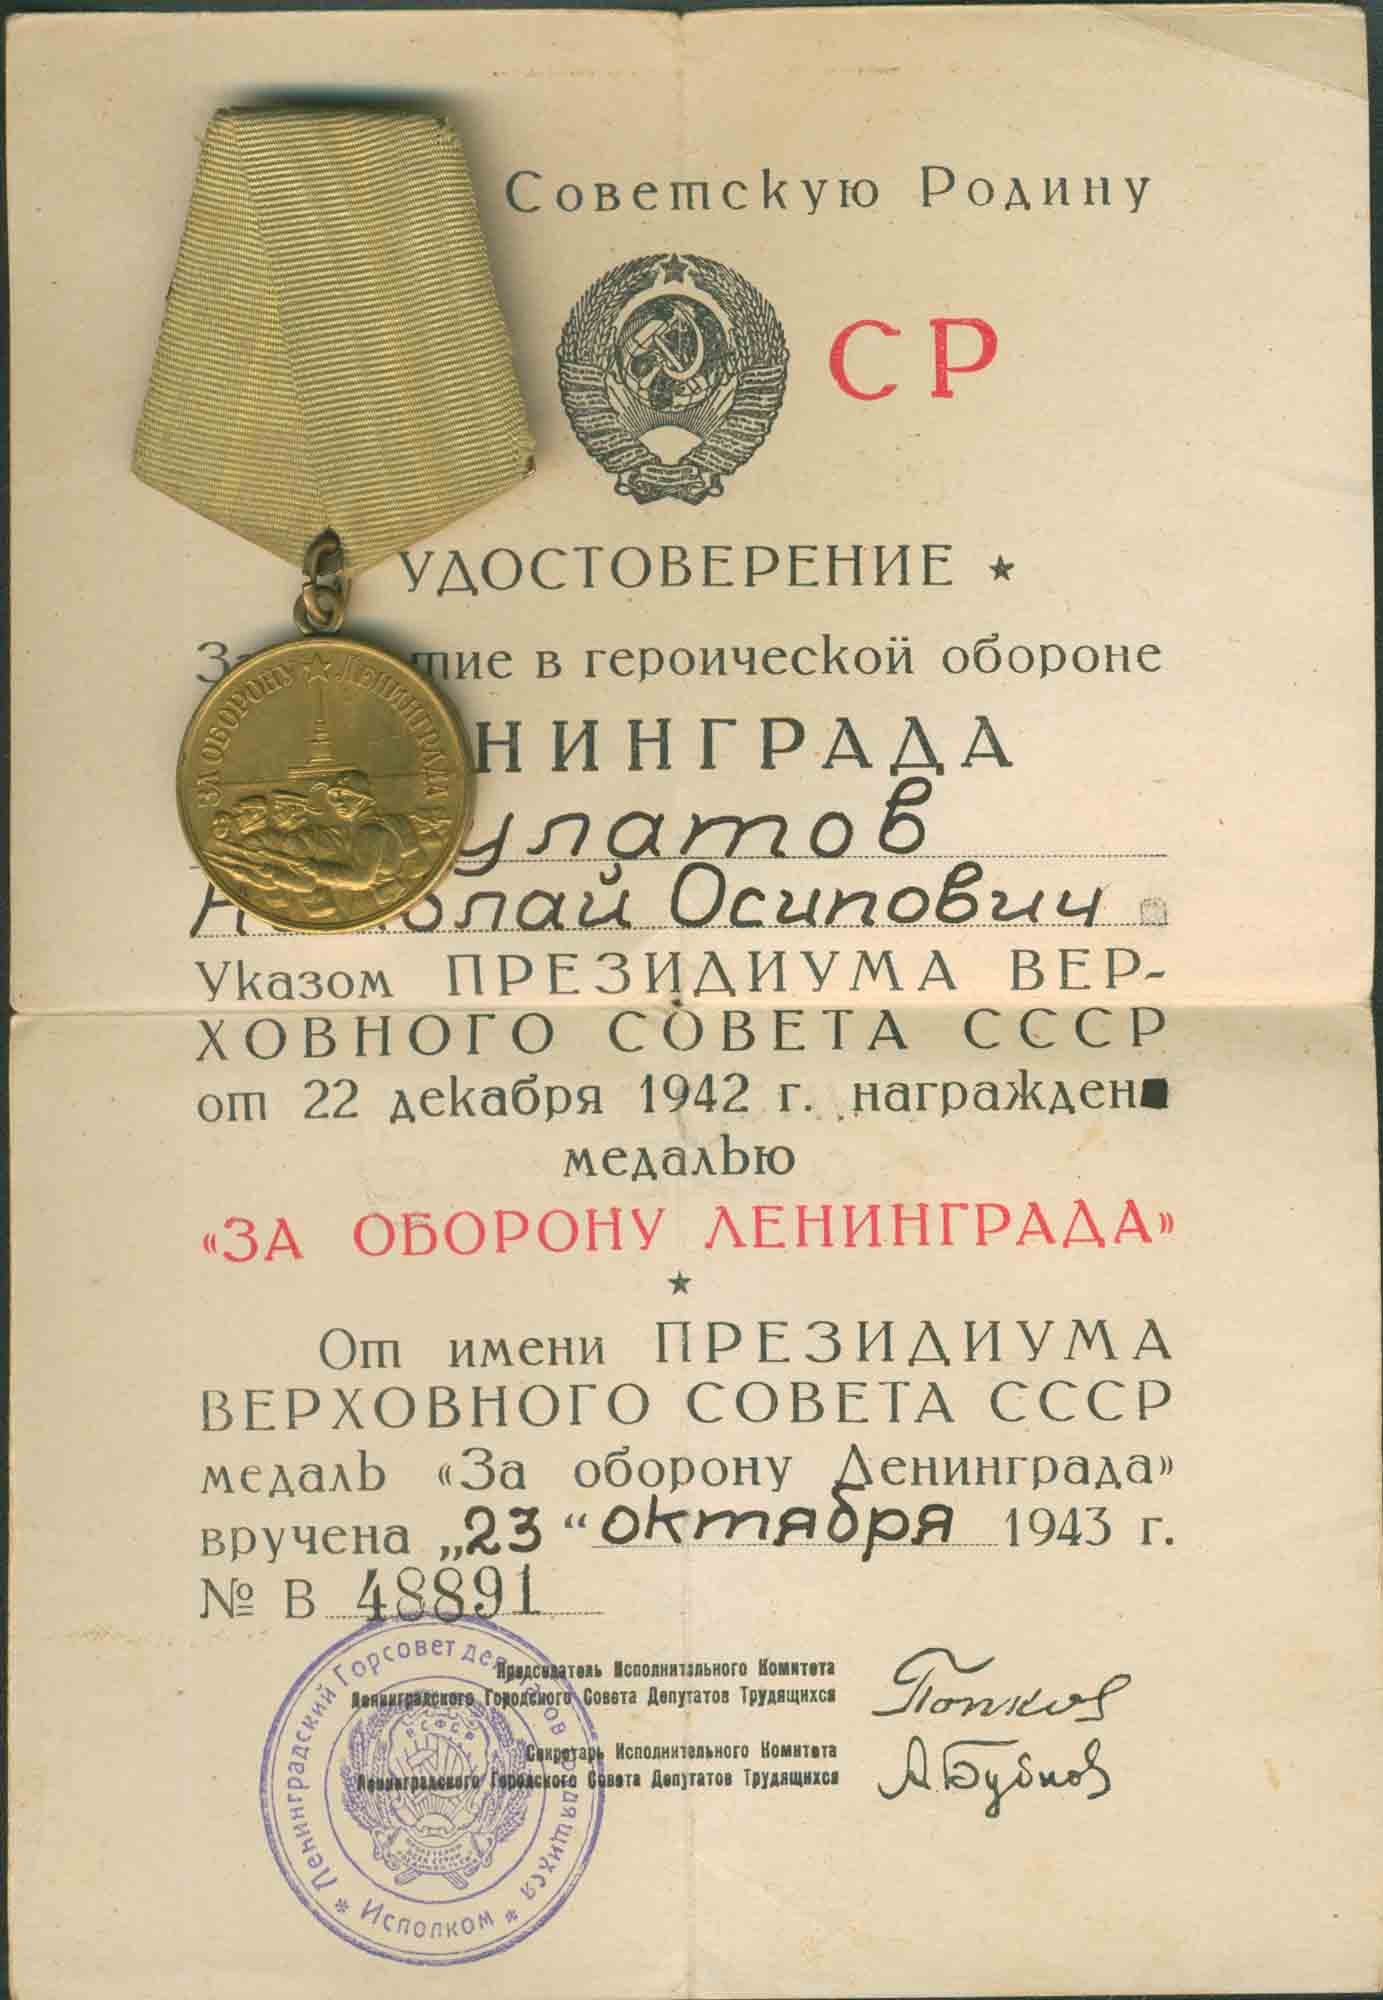 Советскую Родину
СР
УДОСТОВЕРЕНИЕ
в героической обороне
НИНГРАДА
улатов
Николай Осипович
Указом ПРЕЗИДИУМА ВЕР-
ХОВНОГО СОВЕТА СССР
от 22 декабря 1942 г. награжден
медалью
«ЗА ОБОРОНУ ЛЕНИНГРАДА»
От имени ПРЕЗИДИУМА
ВЕРХОВНОГО СОВЕТА СССР
медаль «За оборону Ленинграда»
вручена „23“ октября 1943 г.
№ В 48891
Председатель Исполнительного Комитета
Ленинградского Городского Совета Депутатов Трудящихся
Попков
Секретарь Исполнительного Комитета
Ленинградского Городского Совета Депутатов Трудящихся
А. Бубнов
Ленинградский Горсовет депутатов трудящихся
Исполком
РСФСР
ЗА ОБОРОНУ ЛЕНИНГРАДА